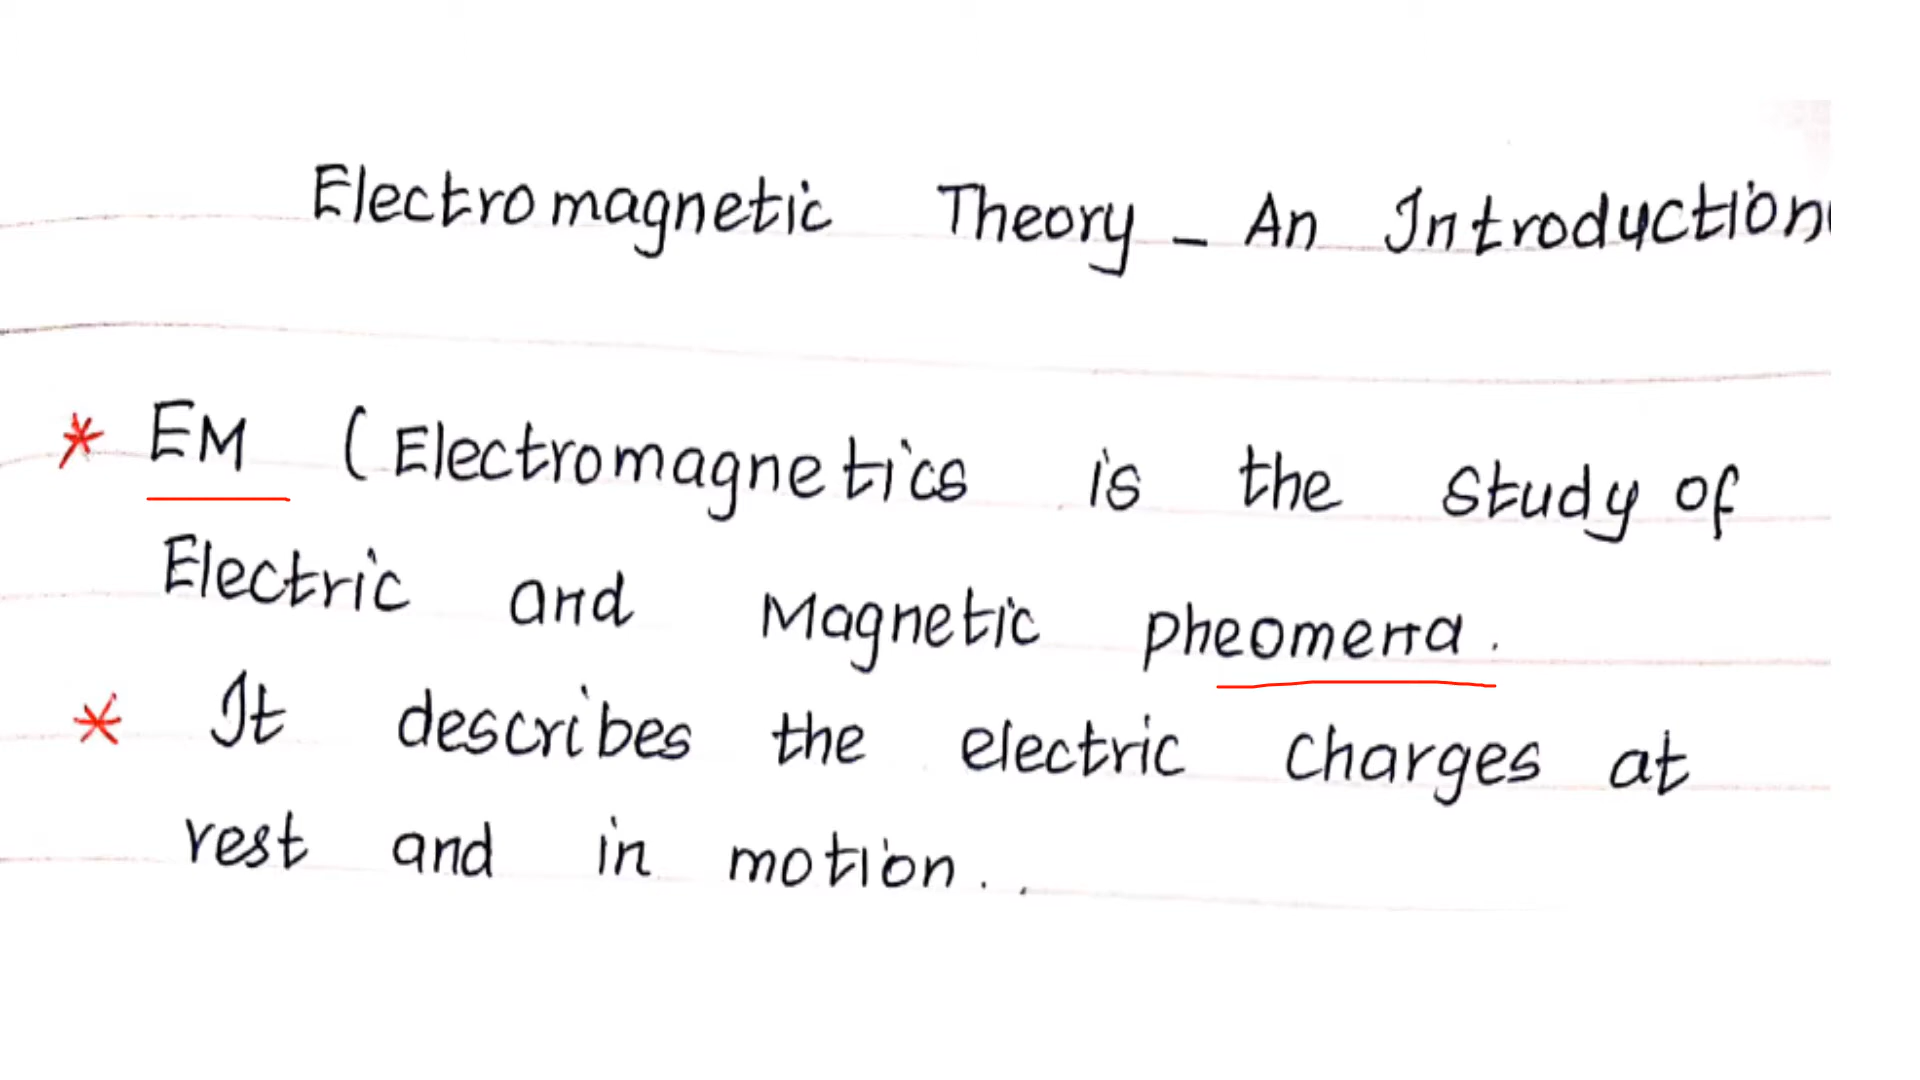 Electromagnetic Theory - An Introduction
* EM (Electromagnetics is the study of
Electric and Magnetic pheomena.
* It describes the electric charges at
rest and in motion..